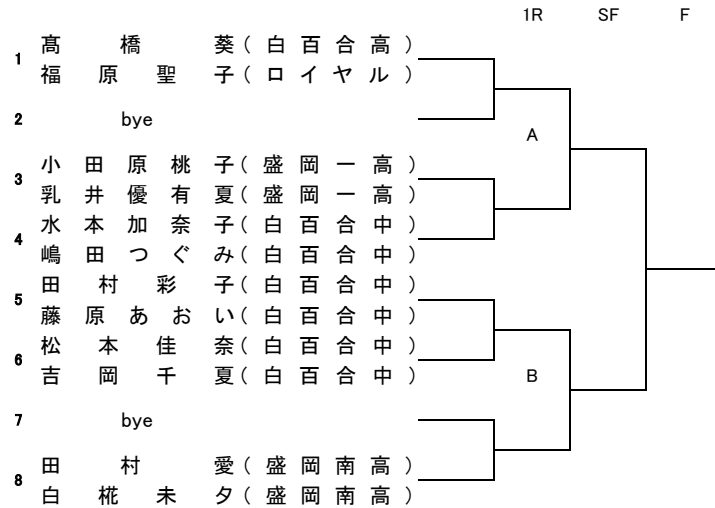 1R SF F
髙橋葵(白百合高)
1
福原聖子(ロイヤル)
2 bye
A
小田原桃子(盛岡一高)
3
乳井優有夏(盛岡一高)
水本加奈子(白百合中)
4
嶋田つぐみ(白百合中)
田村彩子(白百合中)
5
藤原あおい(白百合中)
松本佳奈(白百合中)
6
吉岡千夏(白百合中)
B
7 bye
田村愛(盛岡南高)
8
白椛未夕(盛岡南高)